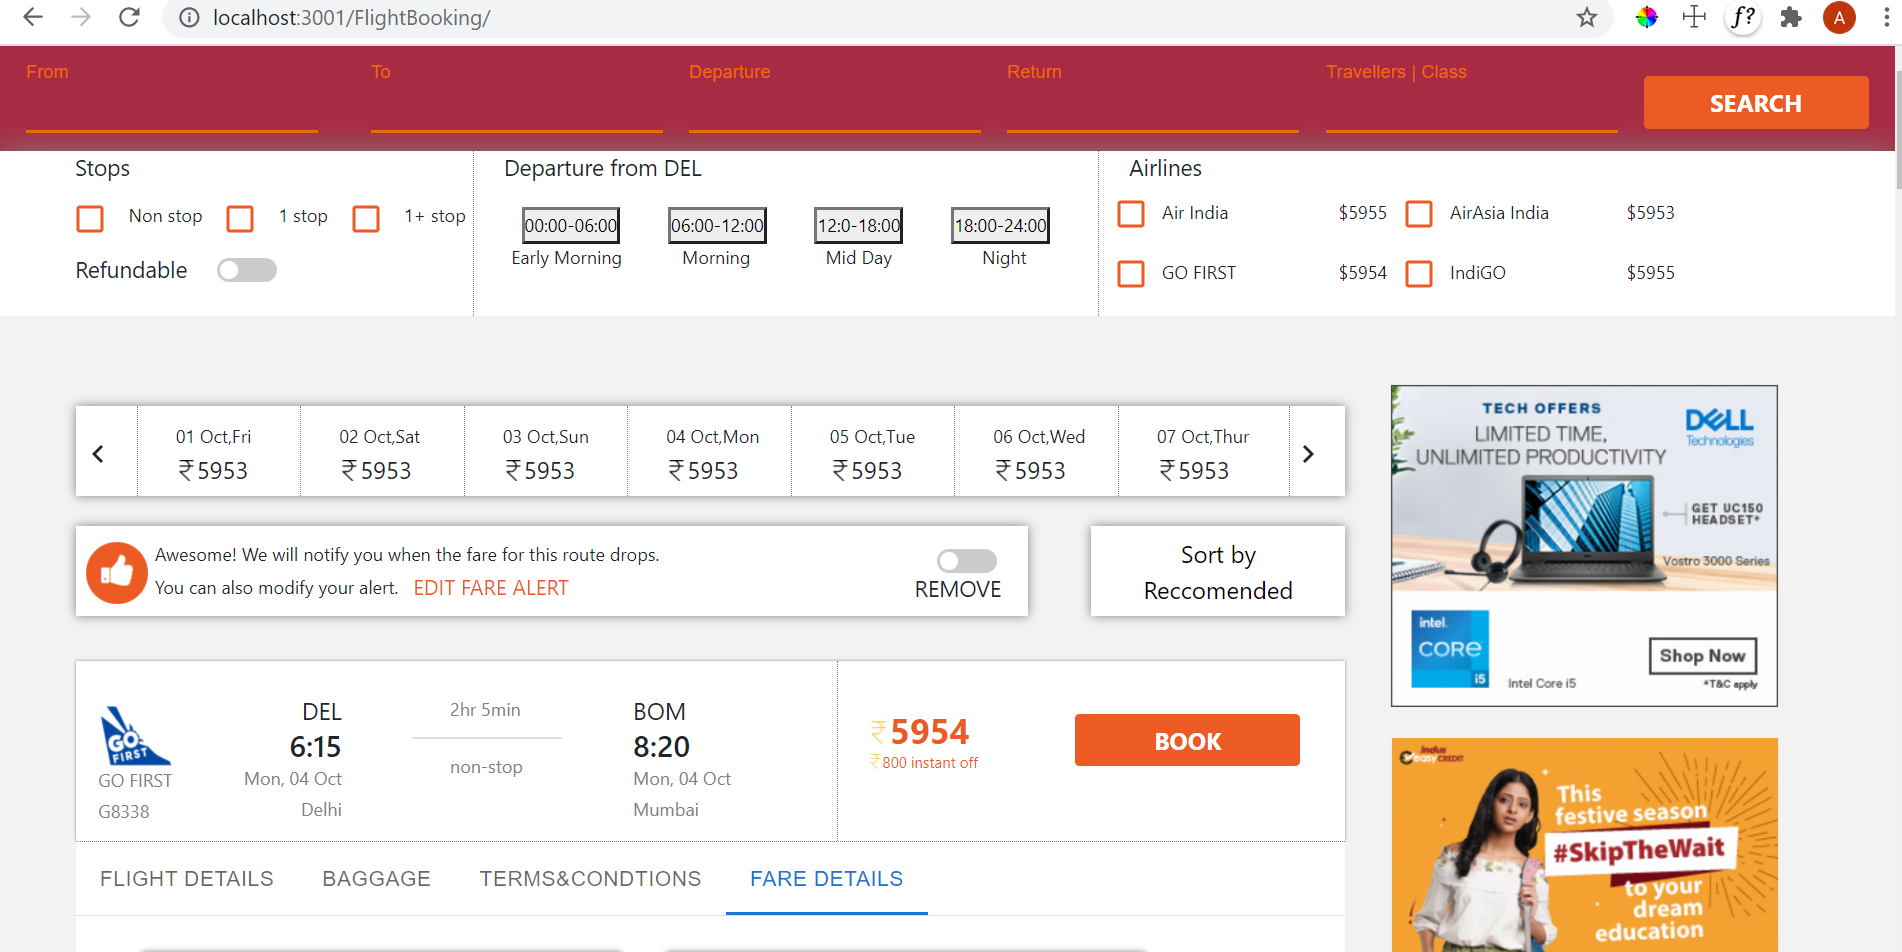 localhost:3001/FlightBooking/
f?
A
From
To
Departure
Return
Travellers | Class
SEARCH
Stops
Non stop
1 stop
1+ stop
Refundable
Departure from DEL
00:00-06:00
06:00-12:00
12:0-18:00
18:00-24:00
Early Morning
Morning
Mid Day
Night
Airlines
Air India
$5955
AirAsia India
$5953
GO FIRST
$5954
IndiGO
$5955
01 Oct,Fri
02 Oct,Sat
03 Oct,Sun
04 Oct,Mon
05 Oct,Tue
06 Oct,Wed
07 Oct,Thur
₹5953
₹5953
₹5953
₹5953
₹5953
₹5953
₹5953
Awesome! We will notify you when the fare for this route drops.
You can also modify your alert. EDIT FARE ALERT
REMOVE
Sort by
Reccomended
GO
FIRST
GO FIRST
G8338
DEL
6:15
Mon, 04 Oct
Delhi
2hr 5min
non-stop
BOM
8:20
Mon, 04 Oct
Mumbai
₹5954
₹800 instant off
BOOK
FLIGHT DETAILS
BAGGAGE
TERMS&CONDTIONS
FARE DETAILS
TECH OFFERS
LIMITED TIME,
UNLIMITED PRODUCTIVITY
DELL
Technologies
GET UC150
HEADSET*
Vostro 3000 Series
intel.
CORE
i5
Intel Core i5
Shop Now
*T&C apply
Indus
easy CREDIT
This
festive season
#SkipTheWait
to your
dream
education